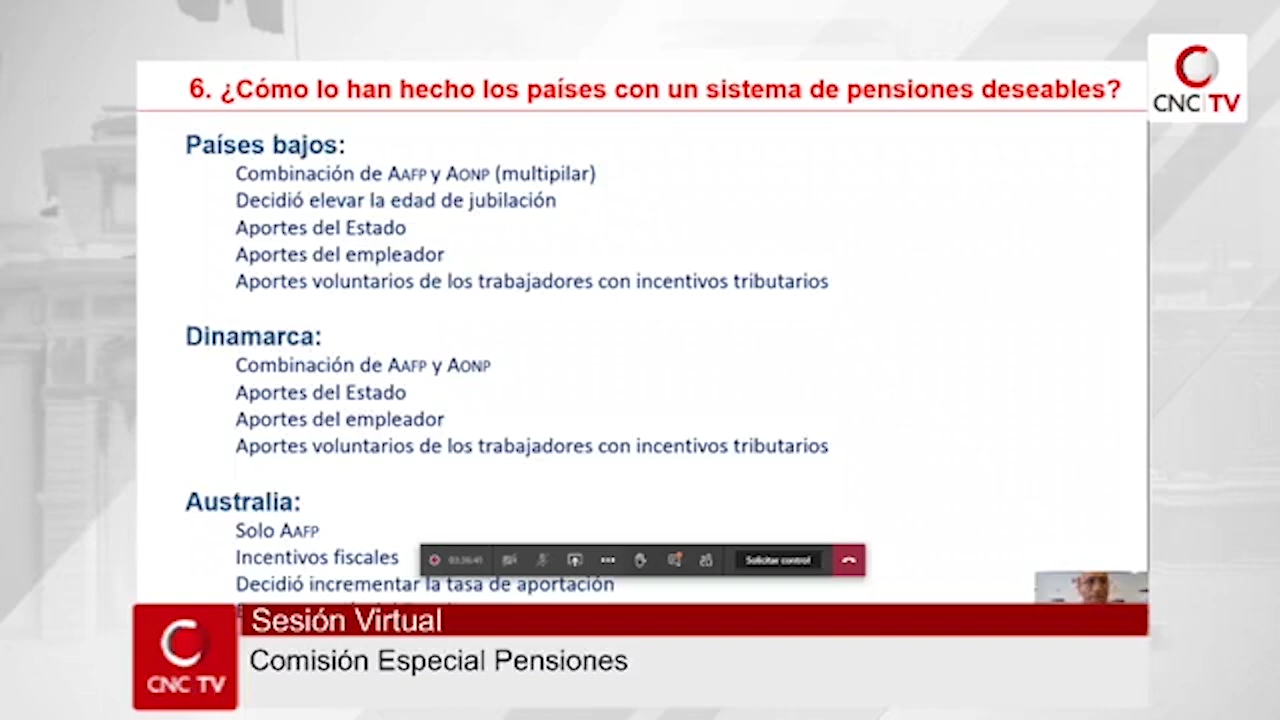 6. ¿Cómo lo han hecho los países con un sistema de pensiones deseables?
CNC TV
Países bajos:
Combinación de AAFP y AONP (multipilar)
Decidió elevar la edad de jubilación
Aportes del Estado
Aportes del empleador
Aportes voluntarios de los trabajadores con incentivos tributarios
Dinamarca:
Combinación de AAFP y AONP
Aportes del Estado
Aportes del empleador
Aportes voluntarios de los trabajadores con incentivos tributarios
Australia:
Solo AAFP
Incentivos fiscales
Solicitar control
Decidió incrementar la tasa de aportación
Sesión Virtual
Comisión Especial Pensiones
CNC TV